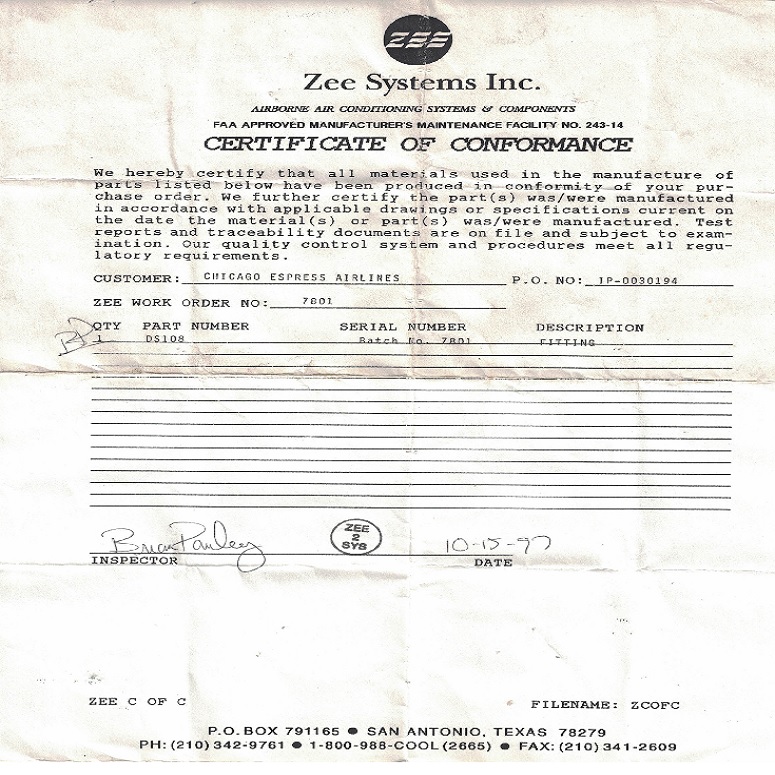 ZEE
Zee Systems Inc.
AIRBORNE AIR CONDITIONING SYSTEMS & COMPONENTS
FAA APPROVED MANUFACTURER'S MAINTENANCE FACILITY NO. 243-14
CERTIFICATE OF CONFORMANCE
We hereby certify that all materials used in the manufacture of
parts listed below have been produced in conformity of your pur-
chase order. We further certify the part(s) was/were manufactured
in accordance with applicable drawings or specifications current on
the date the material(s) or part(s) was/were manufactured. Test
reports and traceability documents are on file and subject to exam-
ination. Our quality control system and procedures meet all regu-
latory requirements.
CUSTOMER: CHICAGO ESPRESS AIRLINES P.O. NO: IP-0030194
ZEE WORK ORDER NO: 7801
QTY PART NUMBER SERIAL NUMBER DESCRIPTION
1 DS108 Batch No. 7801 FITTING
Brian Pauley ZEE 2 SYS 10-15-97
INSPECTOR DATE
ZEE C OF C FILENAME: ZCOFC
P.O. BOX 791165 ● SAN ANTONIO, TEXAS 78279
PH: (210) 342-9761 ● 1-800-988-COOL (2665) ● FAX: (210) 341-2609